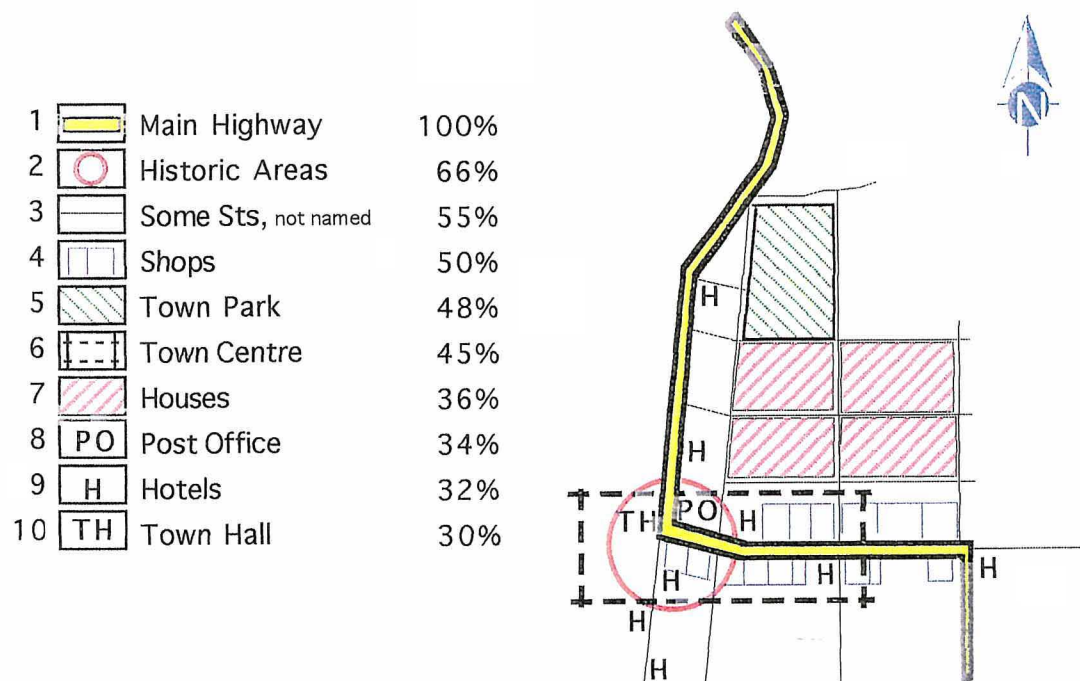 1 Main Highway 100%
2 Historic Areas 66%
3 Some Sts, not named 55%
4 Shops 50%
5 Town Park 48%
6 Town Centre 45%
7 Houses 36%
8 PO Post Office 34%
9 H Hotels 32%
10 TH Town Hall 30%
N
H
H
TH PO H
H H H
H
H